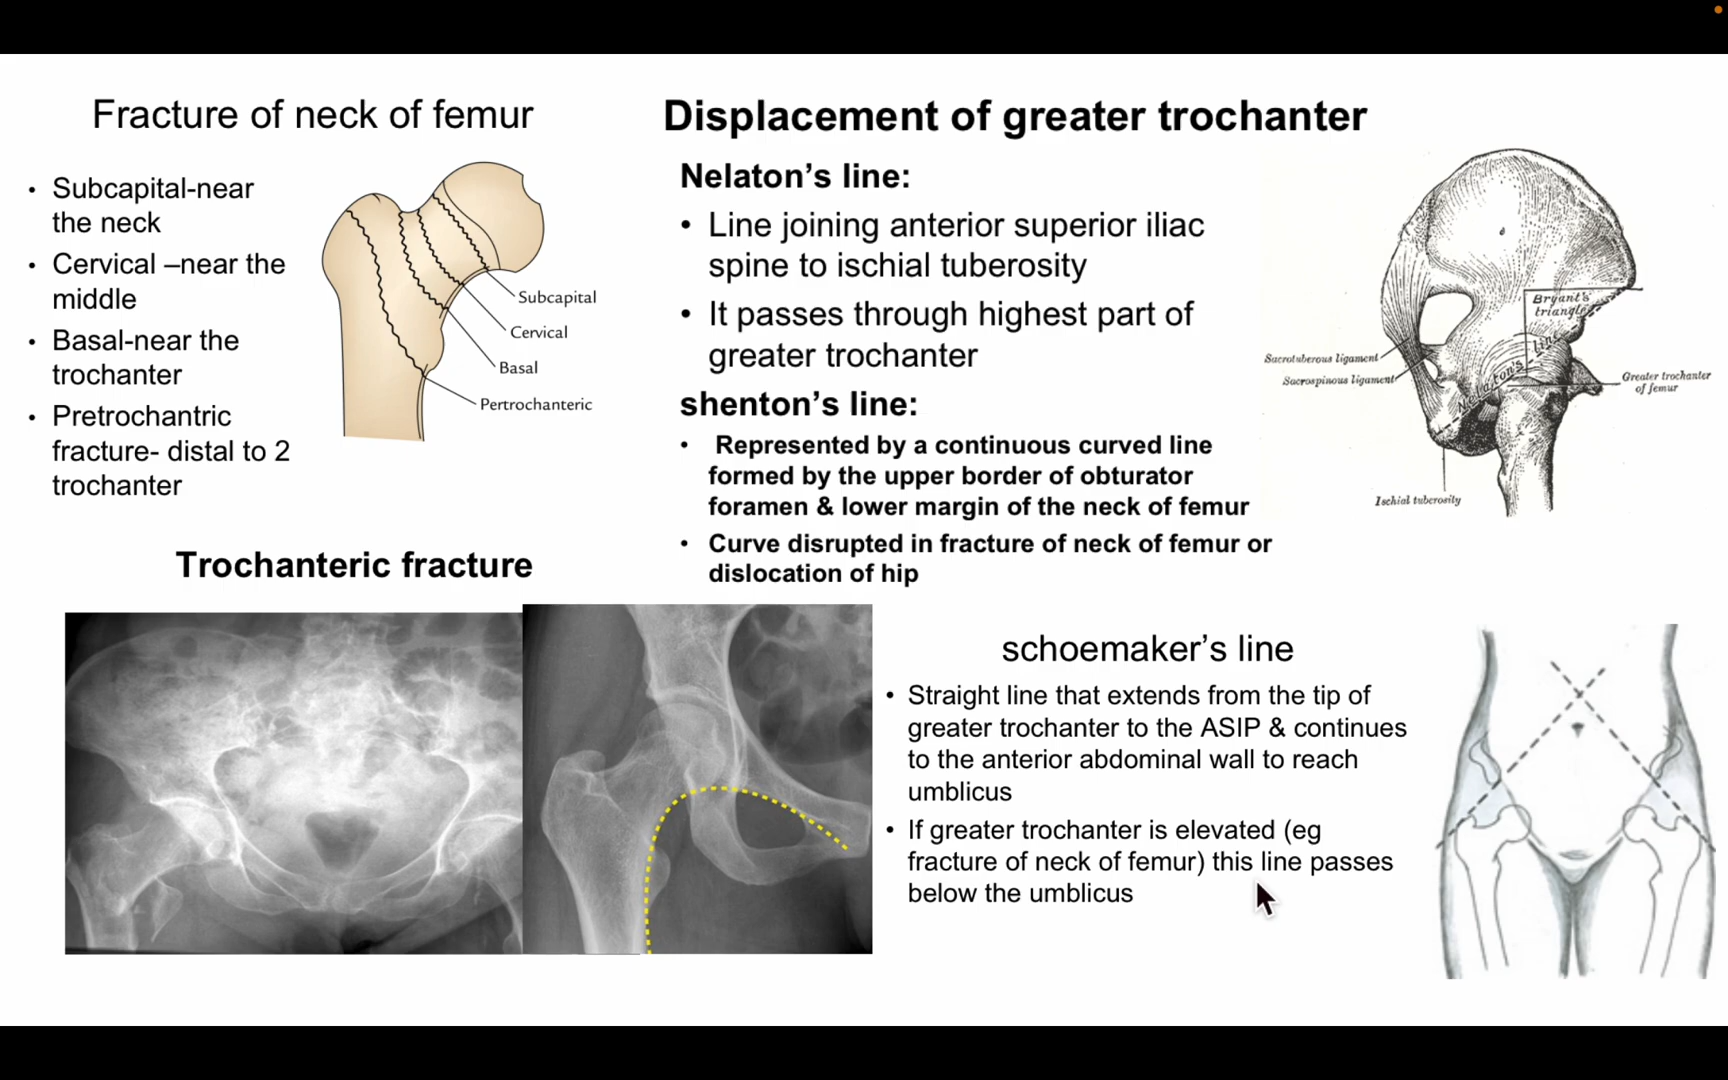 Fracture of neck of femur
• Subcapital-near
the neck
• Cervical –near the
middle
• Basal-near the
trochanter
• Pretrochantric
fracture- distal to 2
trochanter
Subcapital
Cervical
Basal
Pertrochanteric
Trochanteric fracture
Displacement of greater trochanter
Nelaton’s line:
• Line joining anterior superior iliac
spine to ischial tuberosity
• It passes through highest part of
greater trochanter
shenton’s line:
• Represented by a continuous curved line
formed by the upper border of obturator
foramen & lower margin of the neck of femur
• Curve disrupted in fracture of neck of femur or
dislocation of hip
Bryant's
triangle
Nelaton's line
Sacrotuberous ligament
Sacrospinous ligament
Greater trochanter
of femur
Ischial tuberosity
schoemaker’s line
• Straight line that extends from the tip of
greater trochanter to the ASIP & continues
to the anterior abdominal wall to reach
umblicus
• If greater trochanter is elevated (eg
fracture of neck of femur) this line passes
below the umblicus